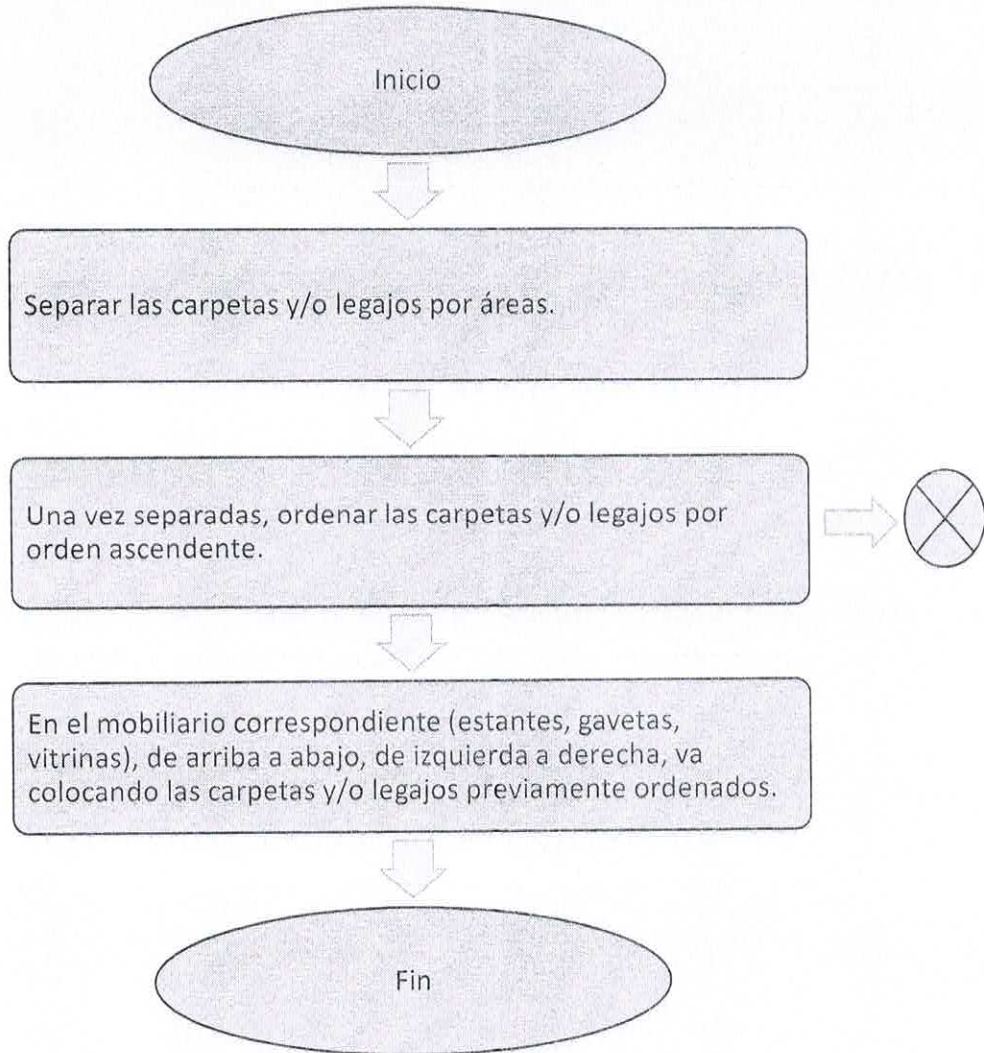 Inicio
Separar las carpetas y/o legajos por áreas.
Una vez separadas, ordenar las carpetas y/o legajos por
orden ascendente.
En el mobiliario correspondiente (estantes, gavetas,
vitrinas), de arriba a abajo, de izquierda a derecha, va
colocando las carpetas y/o legajos previamente ordenados.
Fin